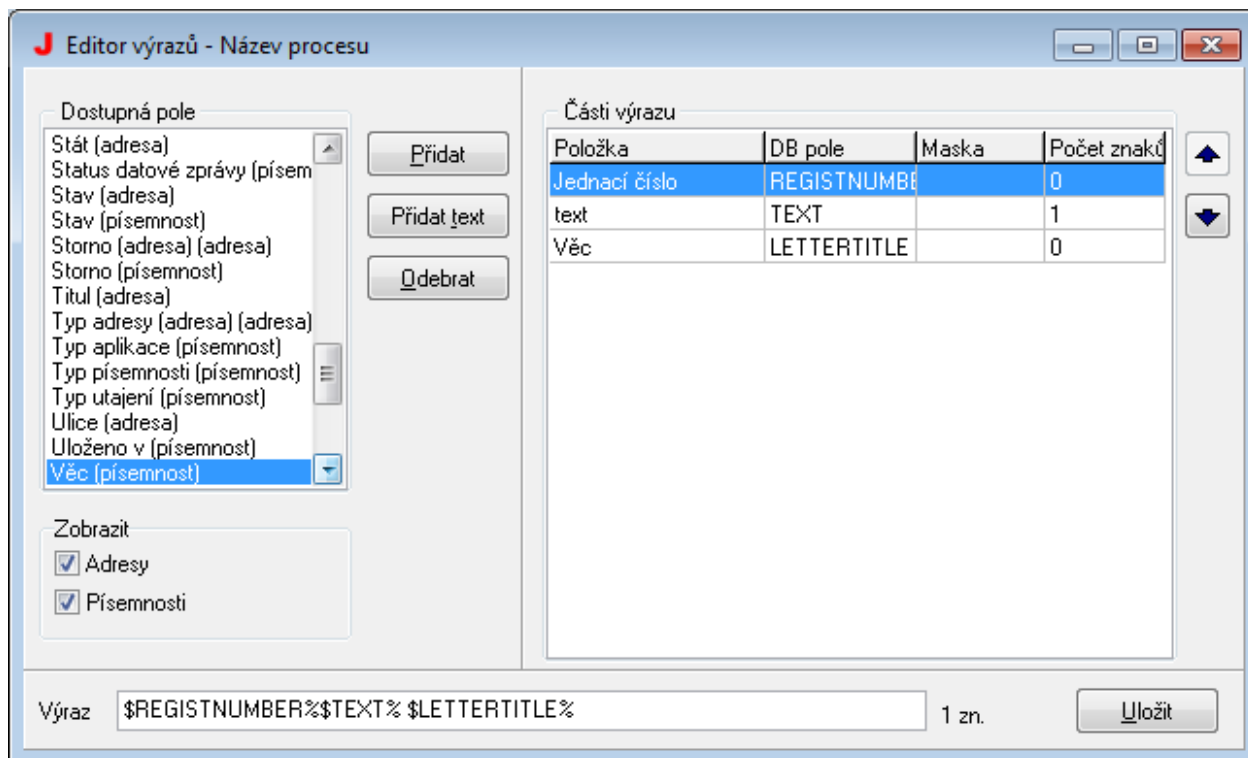 J Editor výrazů - Název procesu
Dostupná pole
Stát (adresa)
Status datové zprávy (písem
Stav (adresa)
Stav (písemnost)
Storno (adresa) (adresa)
Storno (písemnost)
Titul (adresa)
Typ adresy (adresa) (adresa)
Typ aplikace (písemnost)
Typ písemnosti (písemnost)
Typ utajení (písemnost)
Ulice (adresa)
Uloženo v (písemnost)
Věc (písemnost)
Přidat
Přidat text
Odebrat
Zobrazit
Adresy
Písemnosti
Části výrazu
Položka DB pole Maska Počet znaků
Jednací číslo REGISTNUMBE 0
text TEXT 1
Věc LETTERTITLE 0
Výraz $REGISTNUMBER%$TEXT% $LETTERTITLE% 1 zn. Uložit